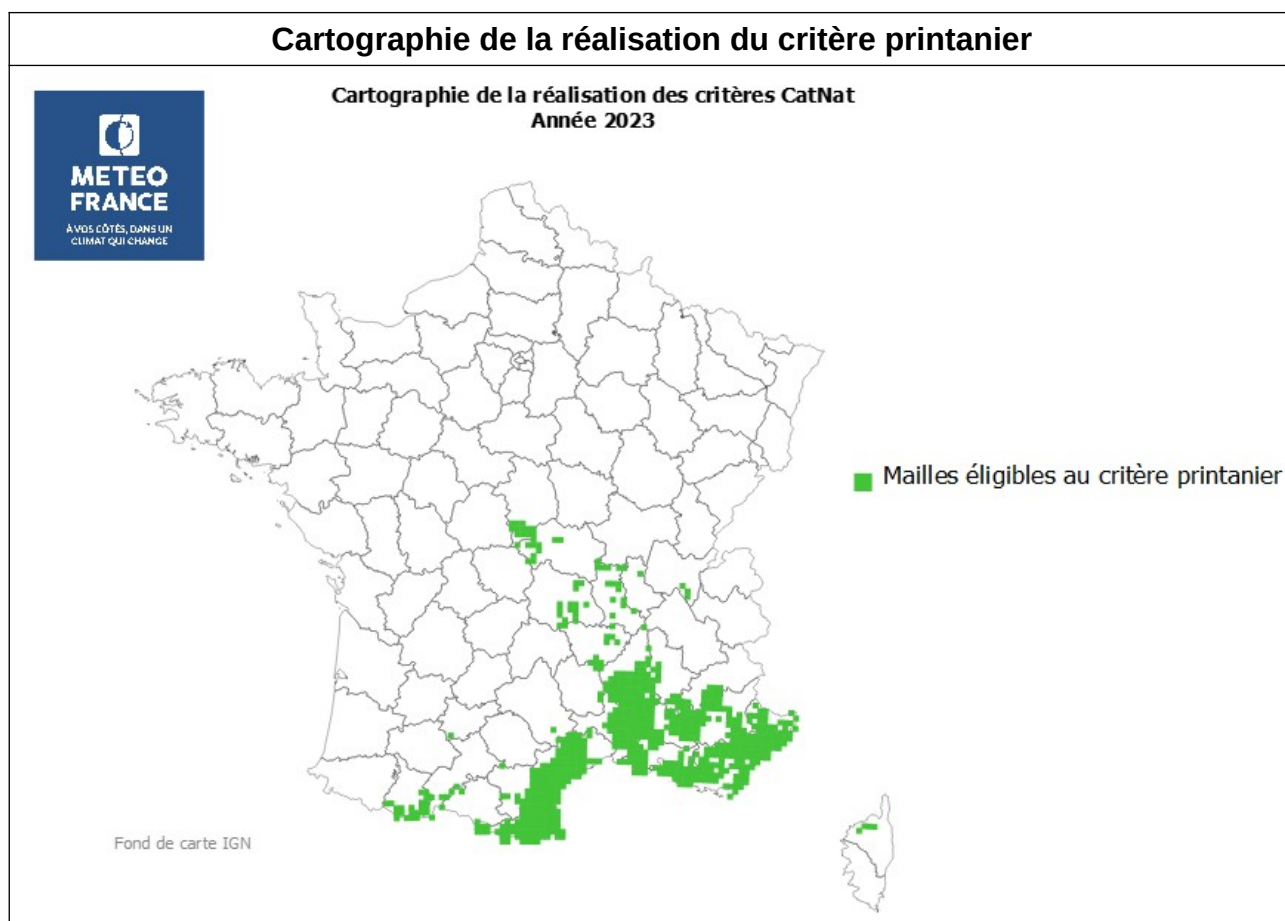 Cartographie de la réalisation du critère printanier
Cartographie de la réalisation des critères CatNat
Année 2023
METEO
FRANCE
À VOS CÔTÉS, DANS UN
CLIMAT QUI CHANGE
Mailles éligibles au critère printanier
Fond de carte IGN